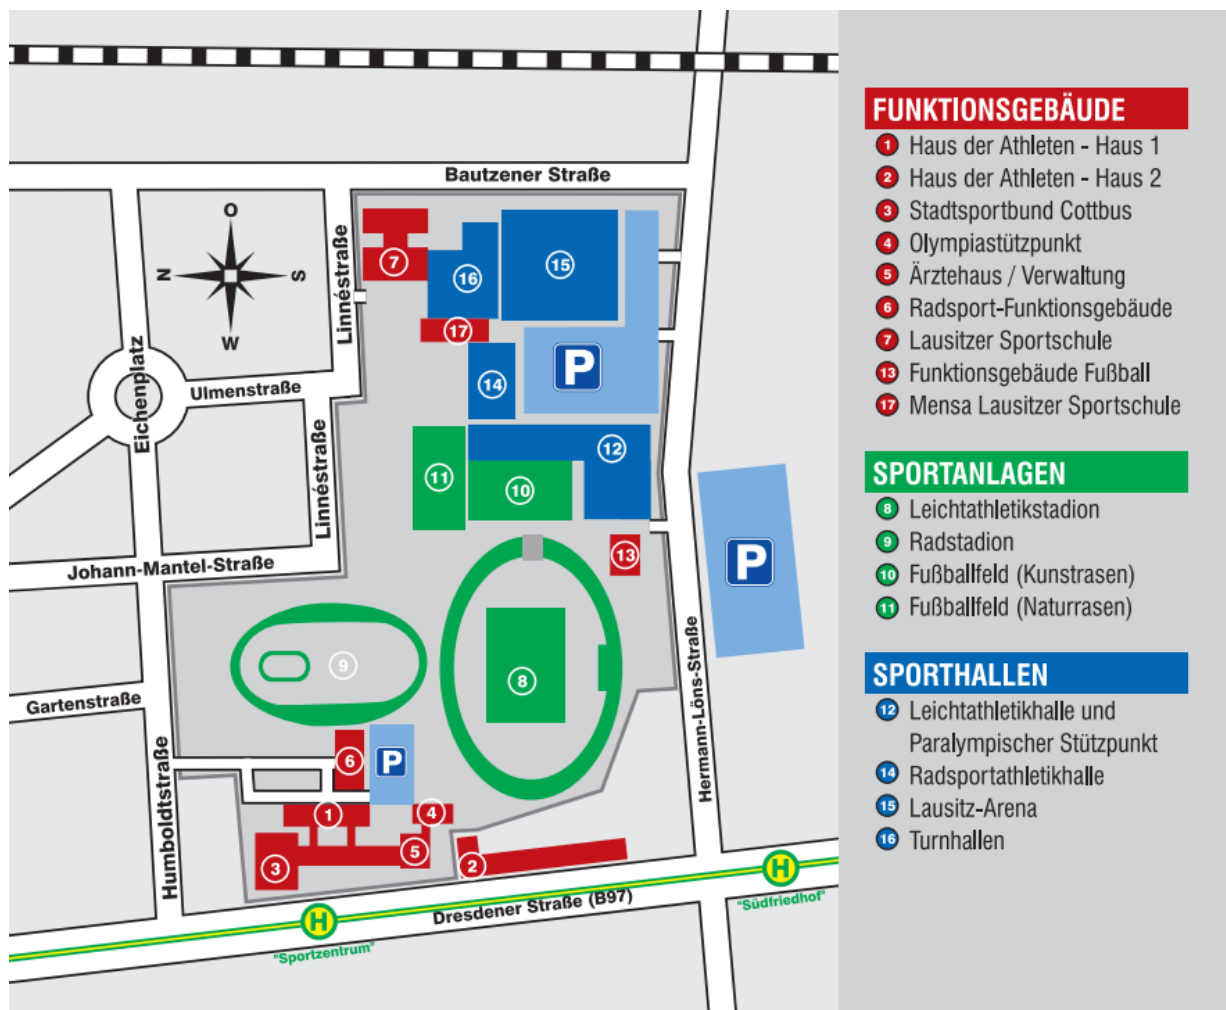 Bautzener Straße
O
N
S
W
Linnéstraße
Eichenplatz
Ulmenstraße
Linnéstraße
Johann-Mantel-Straße
Gartenstraße
Humboldtstraße
Hermann-Löns-Straße
Dresdener Straße (B97)
"Sportzentrum"
"Südfriedhof"
H
H
P
P
P
7
16
15
17
14
12
11
10
13
9
8
6
1
4
5
3
2
FUNKTIONSGEBÄUDE
1 Haus der Athleten - Haus 1
2 Haus der Athleten - Haus 2
3 Stadtsportbund Cottbus
4 Olympiastützpunkt
5 Ärztehaus / Verwaltung
6 Radsport-Funktionsgebäude
7 Lausitzer Sportschule
13 Funktionsgebäude Fußball
17 Mensa Lausitzer Sportschule
SPORTANLAGEN
8 Leichtathletikstadion
9 Radstadion
10 Fußballfeld (Kunstrasen)
11 Fußballfeld (Naturrasen)
SPORTHALLEN
12 Leichtathletikhalle und
Paralympischer Stützpunkt
14 Radsportathletikhalle
15 Lausitz-Arena
16 Turnhallen